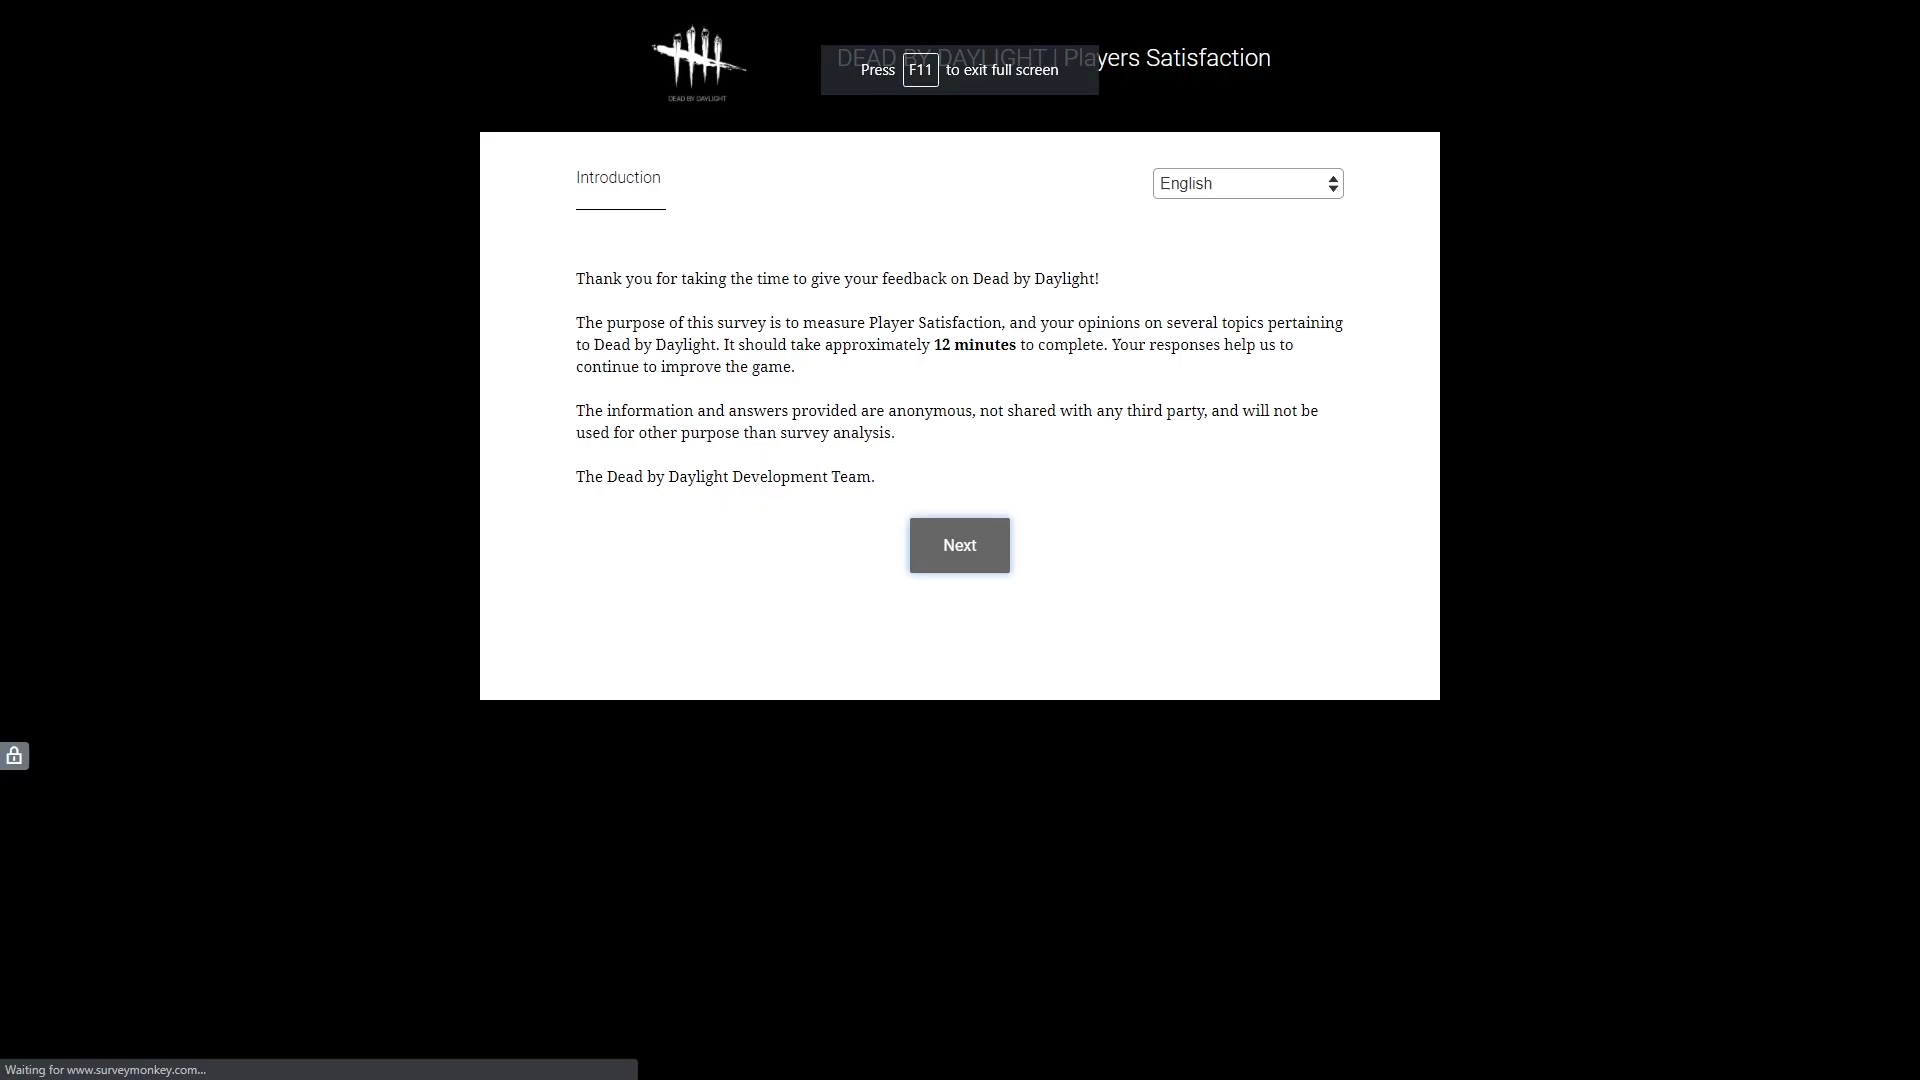 DEAD BY DAYLIGHT | Players Satisfaction
Press F11 to exit full screen
DEAD BY DAYLIGHT
Introduction
English
Thank you for taking the time to give your feedback on Dead by Daylight!
The purpose of this survey is to measure Player Satisfaction, and your opinions on several topics pertaining
to Dead by Daylight. It should take approximately 12 minutes to complete. Your responses help us to
continue to improve the game.
The information and answers provided are anonymous, not shared with any third party, and will not be
used for other purpose than survey analysis.
The Dead by Daylight Development Team.
Next
Waiting for www.surveymonkey.com...